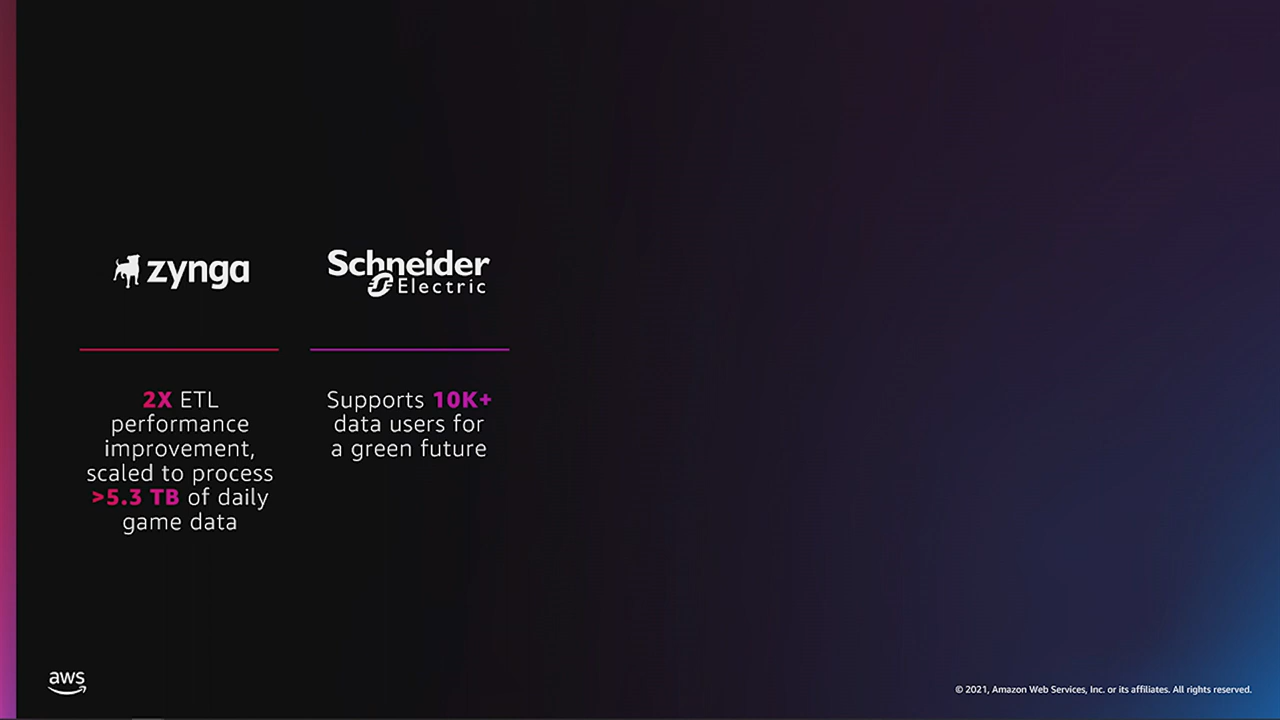 zynga
Schneider
Electric
2X ETL
performance
improvement,
scaled to process
>5.3 TB of daily
game data
Supports 10K+
data users for
a green future
aws
© 2021, Amazon Web Services, Inc. or its affiliates. All rights reserved.